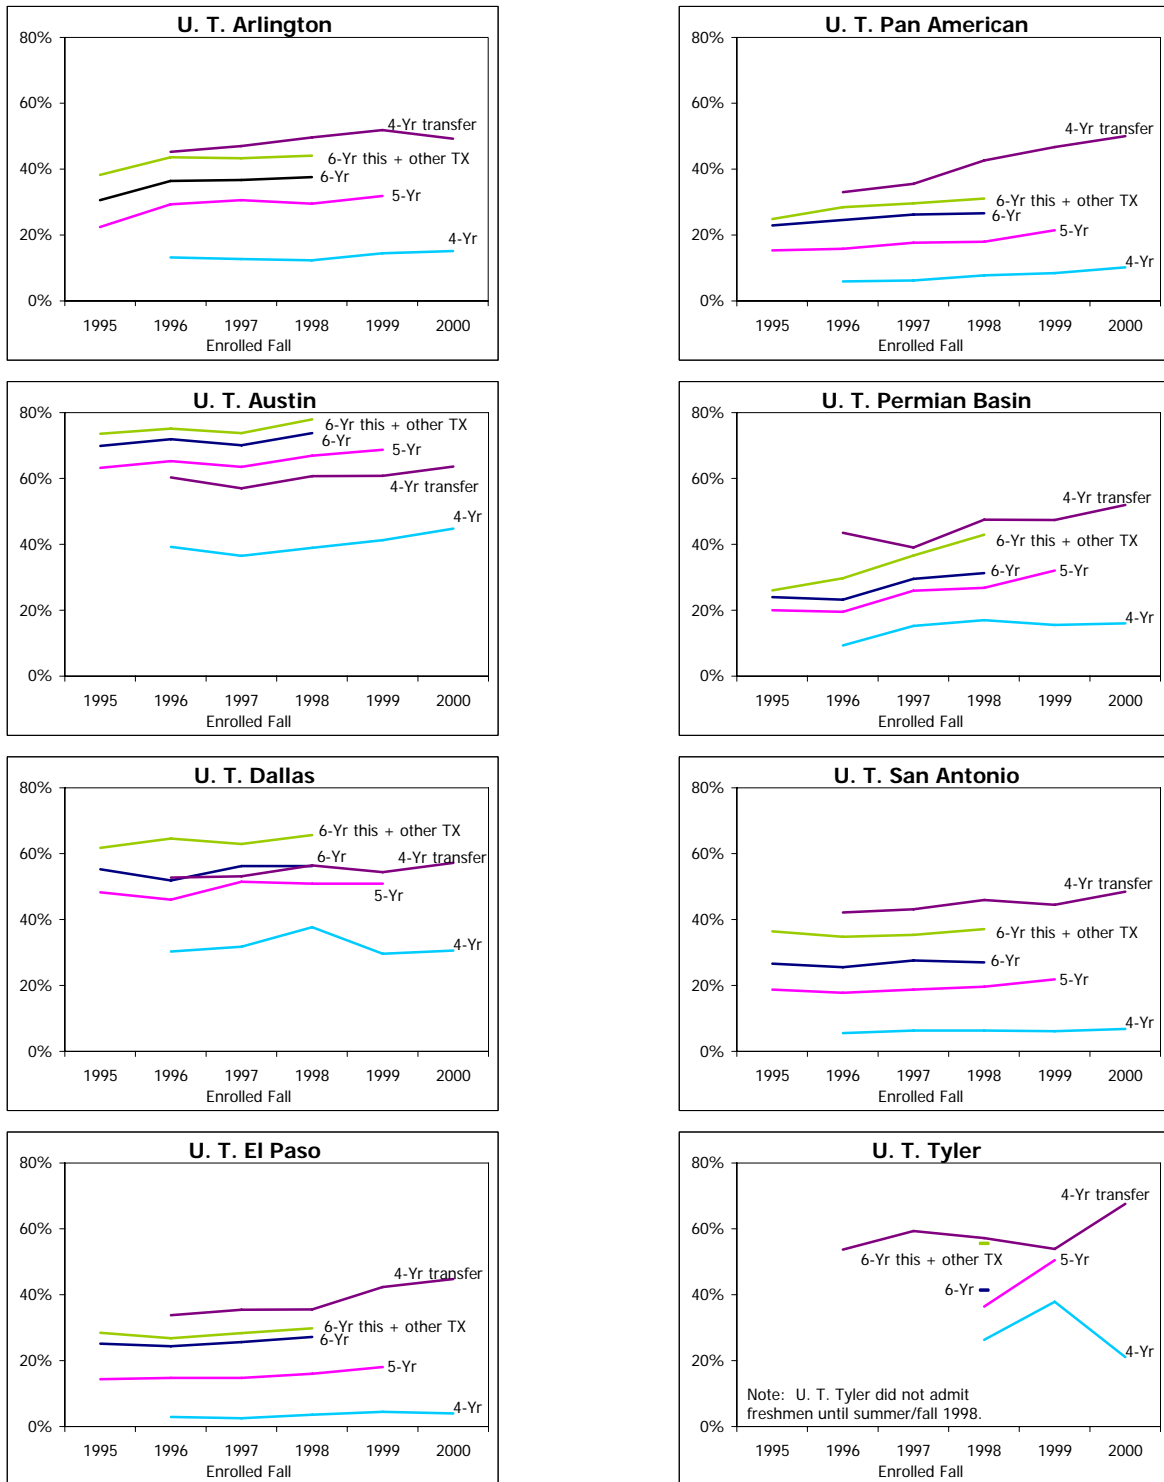 U. T. Arlington
80%
60%
40%
20%
0%
4-Yr transfer
6-Yr this + other TX
6-Yr
5-Yr
4-Yr
1995 1996 1997 1998 1999 2000
Enrolled Fall
U. T. Pan American
80%
60%
40%
20%
0%
4-Yr transfer
6-Yr this + other TX
6-Yr
5-Yr
4-Yr
1995 1996 1997 1998 1999 2000
Enrolled Fall
U. T. Austin
80%
60%
40%
20%
0%
6-Yr this + other TX
6-Yr
5-Yr
4-Yr transfer
4-Yr
1995 1996 1997 1998 1999 2000
Enrolled Fall
U. T. Permian Basin
80%
60%
40%
20%
0%
4-Yr transfer
6-Yr this + other TX
6-Yr
5-Yr
4-Yr
1995 1996 1997 1998 1999 2000
Enrolled Fall
U. T. Dallas
80%
60%
40%
20%
0%
6-Yr this + other TX
6-Yr
4-Yr transfer
5-Yr
4-Yr
1995 1996 1997 1998 1999 2000
Enrolled Fall
U. T. San Antonio
80%
60%
40%
20%
0%
4-Yr transfer
6-Yr this + other TX
6-Yr
5-Yr
4-Yr
1995 1996 1997 1998 1999 2000
Enrolled Fall
U. T. El Paso
80%
60%
40%
20%
0%
4-Yr transfer
6-Yr this + other TX
6-Yr
5-Yr
4-Yr
1995 1996 1997 1998 1999 2000
Enrolled Fall
U. T. Tyler
80%
60%
40%
20%
0%
4-Yr transfer
6-Yr this + other TX
5-Yr
6-Yr
4-Yr
Note: U. T. Tyler did not admit
freshmen until summer/fall 1998.
1995 1996 1997 1998 1999 2000
Enrolled Fall